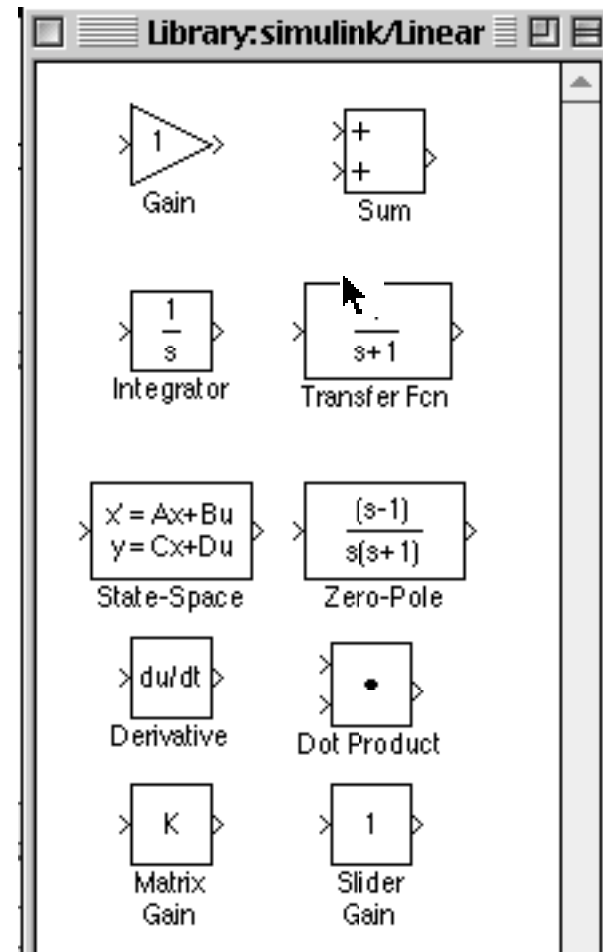 Library:simulink/Linear
1
Gain
+
+
Sum
1
s
Integrator
s+1
Transfer Fcn
x' = Ax+Bu
y = Cx+Du
State-Space
(s-1)
s(s+1)
Zero-Pole
du/dt
Derivative
Dot Product
K
Matrix
Gain
1
Slider
Gain